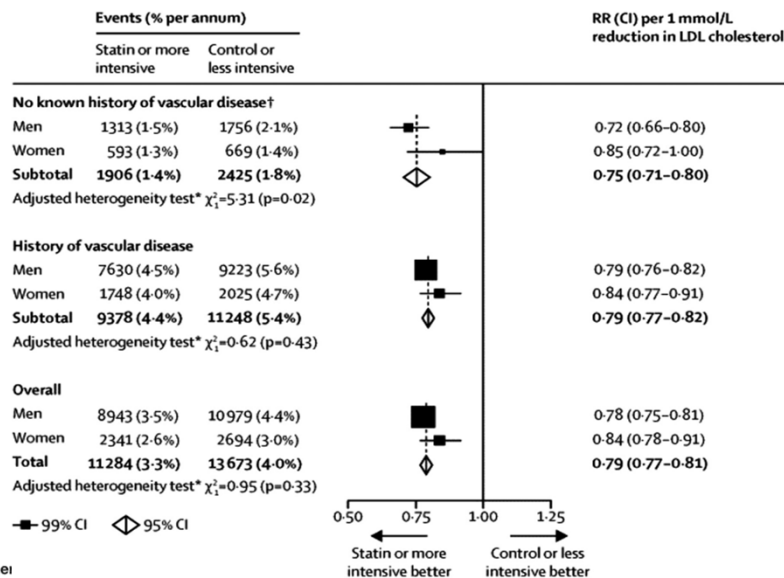 Events (% per annum)
RR (CI) per 1 mmol/L
reduction in LDL cholesterol
Statin or more
intensive
Control or
less intensive
No known history of vascular disease†
Men 1313 (1·5%) 1756 (2·1%) 0·72 (0·66–0·80)
Women 593 (1·3%) 669 (1·4%) 0·85 (0·72–1·00)
Subtotal 1906 (1·4%) 2425 (1·8%) 0·75 (0·71–0·80)
Adjusted heterogeneity test* χ²₁=5·31 (p=0·02)
History of vascular disease
Men 7630 (4·5%) 9223 (5·6%) 0·79 (0·76–0·82)
Women 1748 (4·0%) 2025 (4·7%) 0·84 (0·77–0·91)
Subtotal 9378 (4·4%) 11248 (5·4%) 0·79 (0·77–0·82)
Adjusted heterogeneity test* χ²₁=0·62 (p=0·43)
Overall
Men 8943 (3·5%) 10979 (4·4%) 0·78 (0·75–0·81)
Women 2341 (2·6%) 2694 (3·0%) 0·84 (0·78–0·91)
Total 11284 (3·3%) 13673 (4·0%) 0·79 (0·77–0·81)
Adjusted heterogeneity test* χ²₁=0·95 (p=0·33)
99% CI 95% CI
0·50 0·75 1·00 1·25
Statin or more
intensive better
Control or less
intensive better